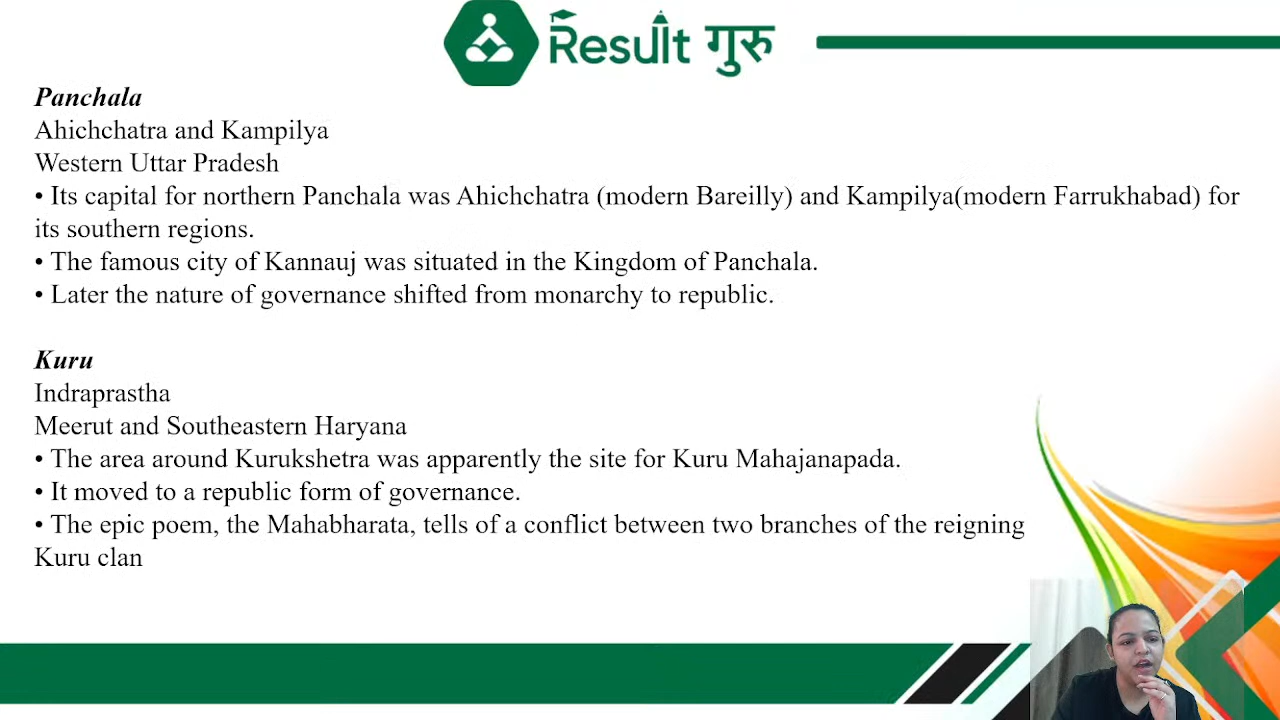 Result गुरु
Panchala
Ahichchatra and Kampilya
Western Uttar Pradesh
• Its capital for northern Panchala was Ahichchatra (modern Bareilly) and Kampilya(modern Farrukhabad) for
its southern regions.
• The famous city of Kannauj was situated in the Kingdom of Panchala.
• Later the nature of governance shifted from monarchy to republic.
Kuru
Indraprastha
Meerut and Southeastern Haryana
• The area around Kurukshetra was apparently the site for Kuru Mahajanapada.
• It moved to a republic form of governance.
• The epic poem, the Mahabharata, tells of a conflict between two branches of the reigning
Kuru clan